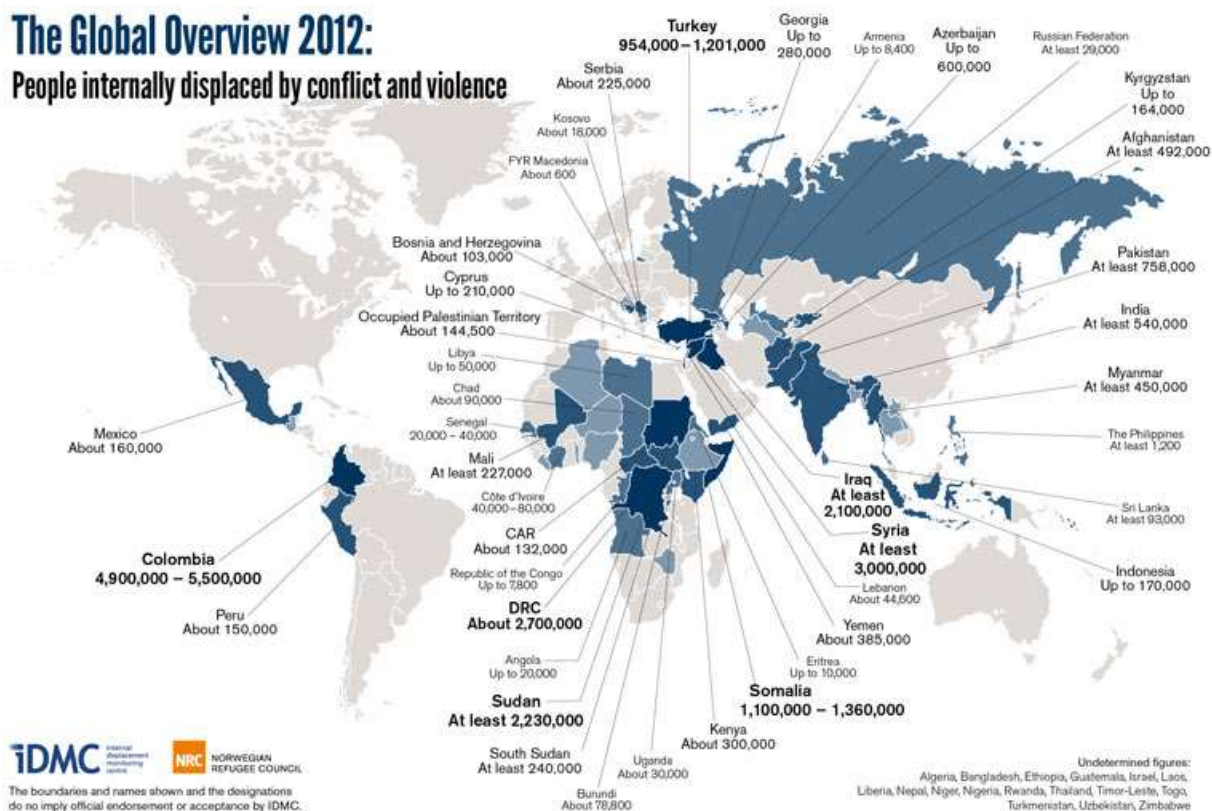 The Global Overview 2012:
People internally displaced by conflict and violence
Turkey
954,000 – 1,201,000
Georgia
Up to
280,000
Armenia
Up to 8,400
Azerbaijan
Up to
600,000
Russian Federation
At least 29,000
Serbia
About 225,000
Kyrgyzstan
Up to
164,000
Kosovo
About 18,000
Afghanistan
At least 492,000
FYR Macedonia
About 600
Bosnia and Herzegovina
About 103,000
Pakistan
At least 758,000
Cyprus
Up to 210,000
India
At least 540,000
Occupied Palestinian Territory
About 144,500
Libya
Up to 50,000
Myanmar
At least 450,000
Chad
About 90,000
Senegal
20,000 – 40,000
The Philippines
At least 1,200
Mexico
About 160,000
Mali
At least 227,000
Iraq
At least
2,100,000
Côte d'Ivoire
40,000 – 80,000
Sri Lanka
At least 93,000
Syria
At least
3,000,000
CAR
About 132,000
Colombia
4,900,000 – 5,500,000
Republic of the Congo
Up to 7,800
Indonesia
Up to 170,000
Lebanon
About 44,600
DRC
About 2,700,000
Peru
About 150,000
Yemen
About 385,000
Angola
Up to 20,000
Eritrea
Up to 10,000
Sudan
At least 2,230,000
Somalia
1,100,000 – 1,360,000
Kenya
About 300,000
South Sudan
At least 240,000
Uganda
About 30,000
Burundi
About 78,800
iDMC
internal
displacement
monitoring
centre
NRC
NORWEGIAN
REFUGEE COUNCIL
The boundaries and names shown and the designations
do no imply official endorsement or acceptance by IDMC.
Undetermined figures:
Algeria, Bangladesh, Ethiopia, Guatemala, Israel, Laos,
Liberia, Nepal, Niger, Nigeria, Rwanda, Thailand, Timor-Leste, Togo,
Turkmenistan, Uzbekistan, Zimbabwe